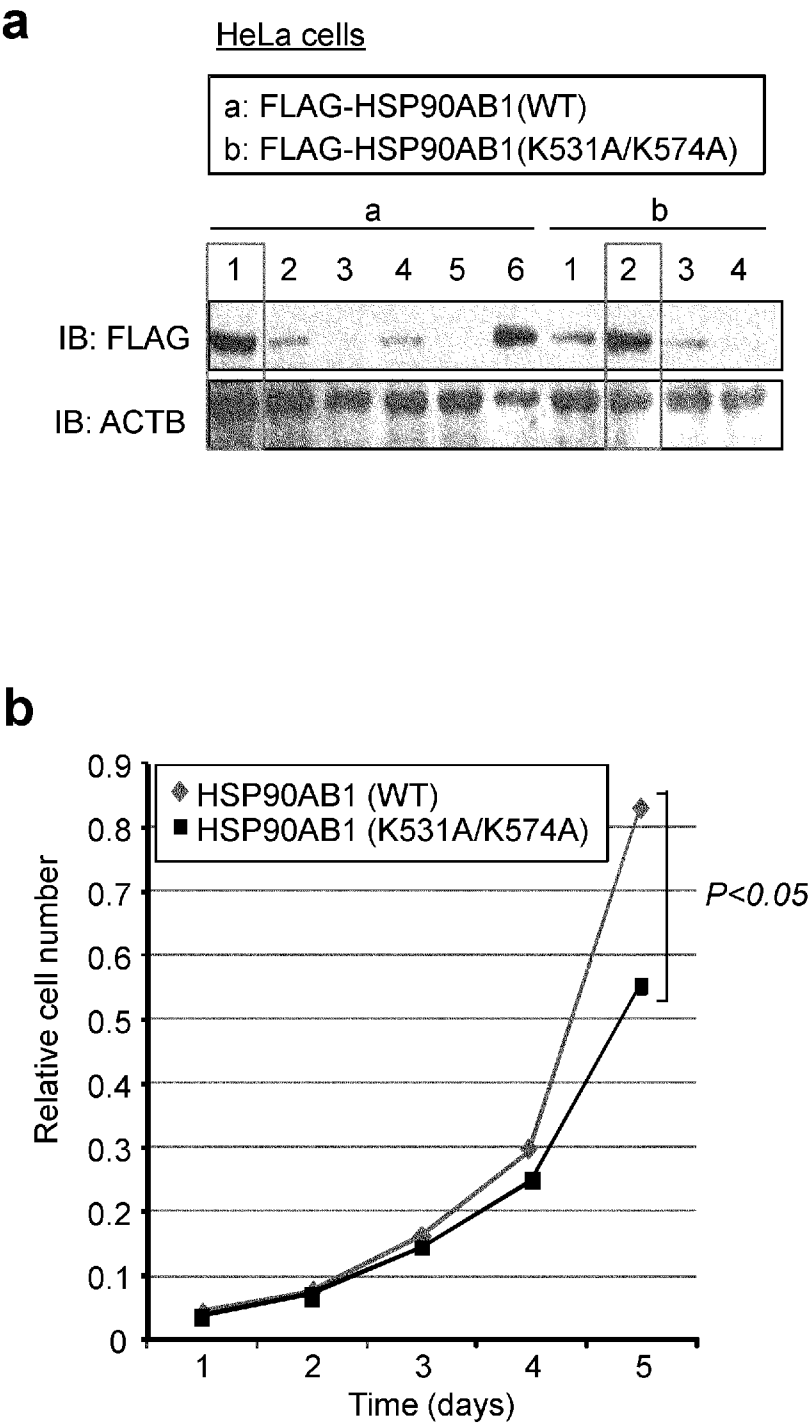 a
HeLa cells
a: FLAG-HSP90AB1(WT)
b: FLAG-HSP90AB1(K531A/K574A)
a b
1 2 3 4 5 6 1 2 3 4
IB: FLAG
IB: ACTB
b
0.9
HSP90AB1 (WT)
HSP90AB1 (K531A/K574A)
0.8
0.7
P<0.05
0.6
0.5
0.4
0.3
0.2
0.1
0
Relative cell number
1 2 3 4 5
Time (days)